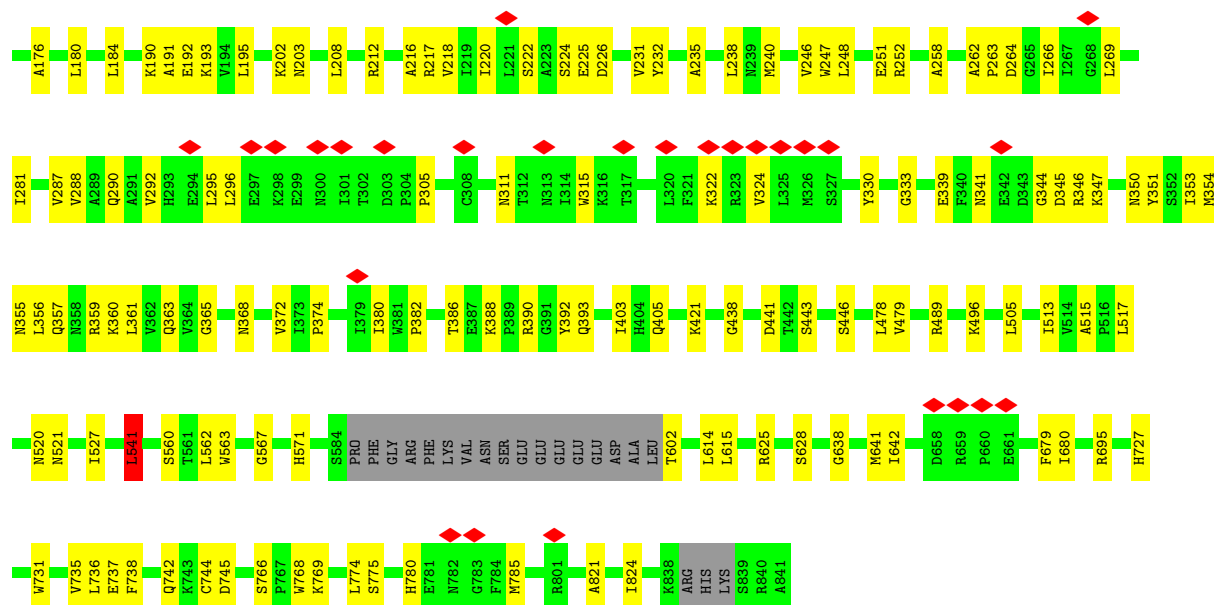 A176 L180 L184 K190 A191 E192 K193 V194 L195 K202 N203 L208 R212 A216 R217 V218 I219 I220 L221 S222 A223 S224 E225 D226 V231 Y232 A235 L238 N239 M240 V246 W247 L248 E251 R252 A258 A262 P263 D264 G265 I266 I267 G268 L269
I281 V287 V288 A289 Q290 A291 V292 H293 E294 L295 L296 E297 K298 E299 N300 I301 T302 D303 P304 P305 C308 N311 T312 N313 I314 W315 K316 T317 L320 F321 K322 R323 V324 L325 M326 S327 Y330 G333 E339 F340 N341 E342 D343 G344 D345 R346 K347 N350 Y351 S352 I353 M354
N355 L356 Q357 N358 R359 K360 L361 V362 Q363 V364 G365 N368 V372 I373 P374 I379 I380 W381 P382 T386 E387 K388 P389 R390 G391 Y392 Q393 I403 H404 Q405 K421 G438 D441 T442 S443 S446 L478 V479 R489 K496 L505 I513 V514 A515 P516 L517
N520 N521 I527 L541 S560 T561 L562 W563 G567 H571 S584 PRO PHE GLY ARG PHE LYS VAL ASN SER GLU GLU GLU GLU GLU ASP ALA LEU T602 L614 L615 R625 S628 G638 M641 I642 D658 R659 P660 E661 F679 I680 R695 H727
W731 V735 L736 E737 F738 Q742 K743 C744 D745 S766 P767 W768 K769 L774 S775 H780 E781 N782 G783 F784 M785 R801 A821 I824 K838 ARG HIS LYS S839 R840 A841